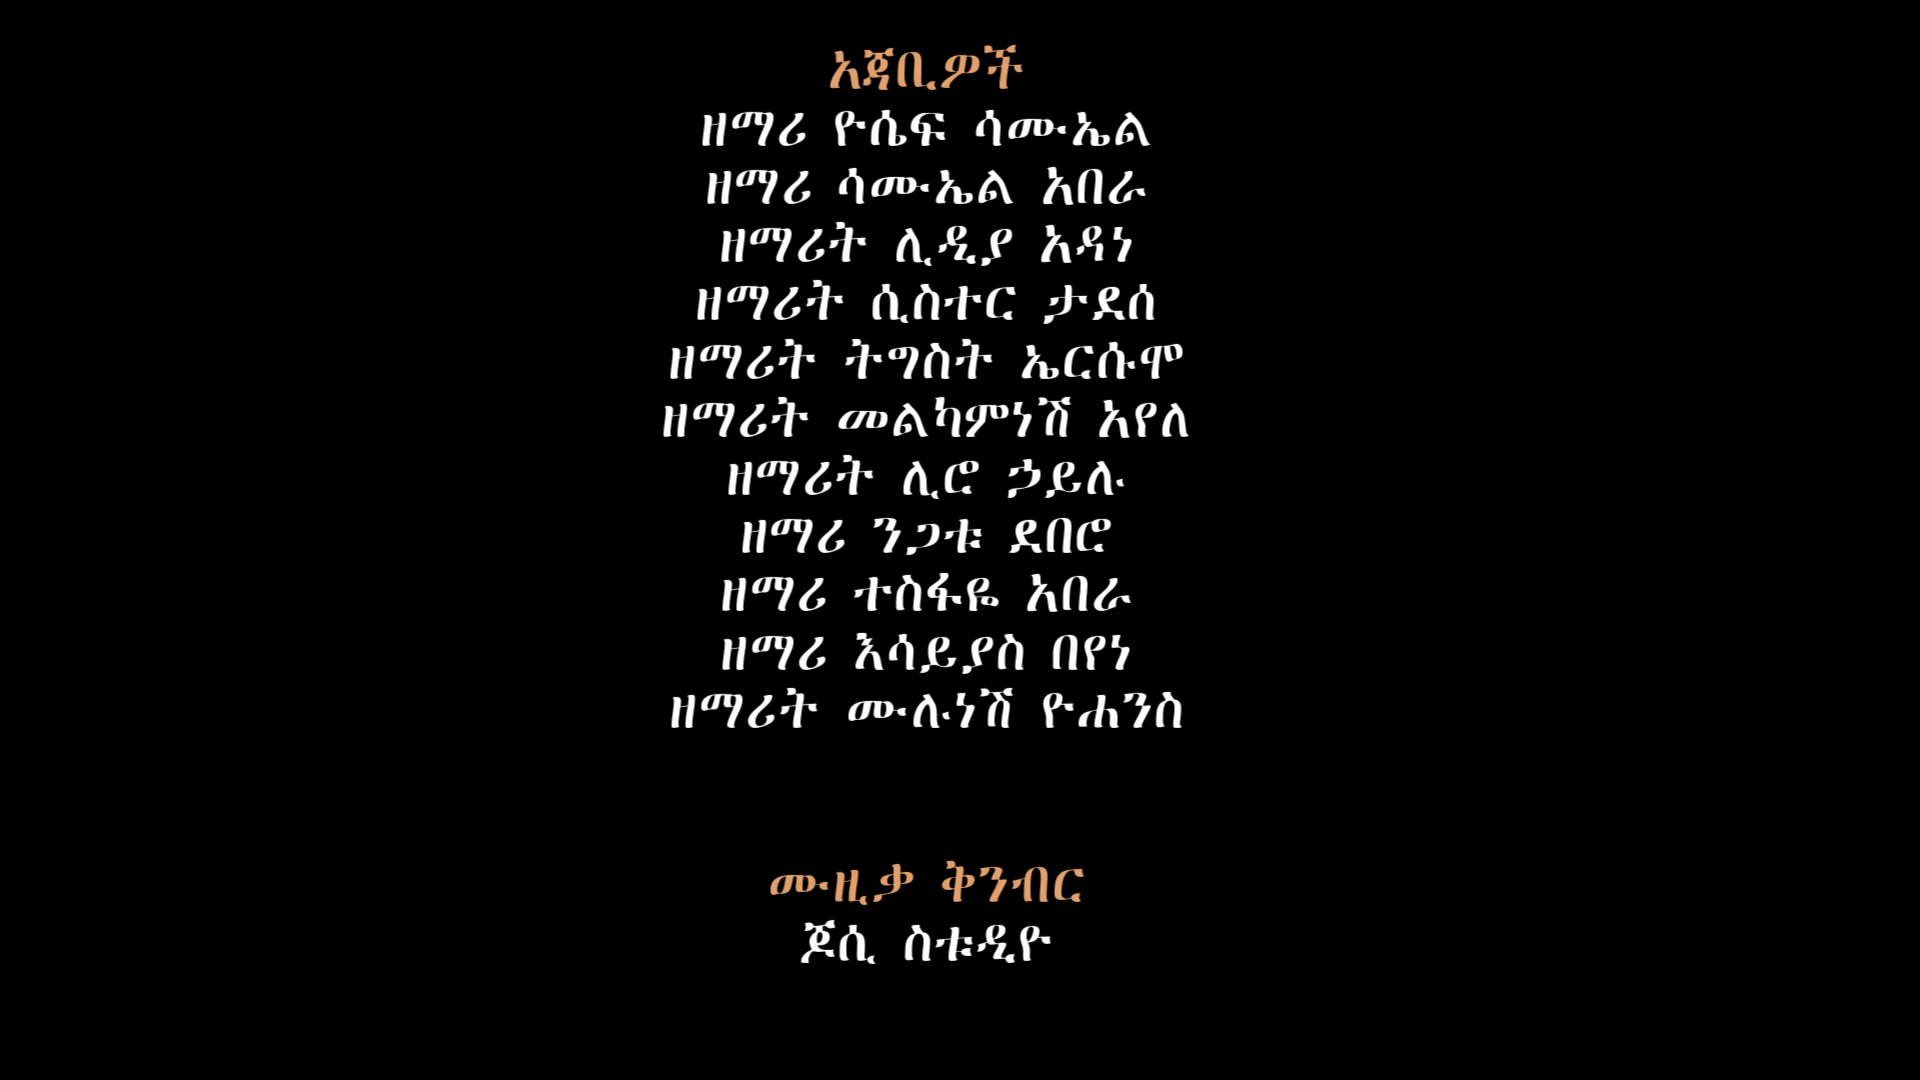 አጃቢዎች
ዘማሪ ዮሴፍ ሳሙኤል
ዘማሪ ሳሙኤል አበራ
ዘማሪት ሊዲያ አዳነ
ዘማሪት ሲስተር ታደሰ
ዘማሪት ትግስት ኤርሱሞ
ዘማሪት መልካምነሽ አየለ
ዘማሪት ሊሮ ኃይሉ
ዘማሪ ንጋቱ ደበሮ
ዘማሪ ተስፋዬ አበራ
ዘማሪ እሳይያስ በየነ
ዘማሪት ሙሉነሽ ዮሐንስ
ሙዚቃ ቅንብር
ጆሲ ስቱዲዮ